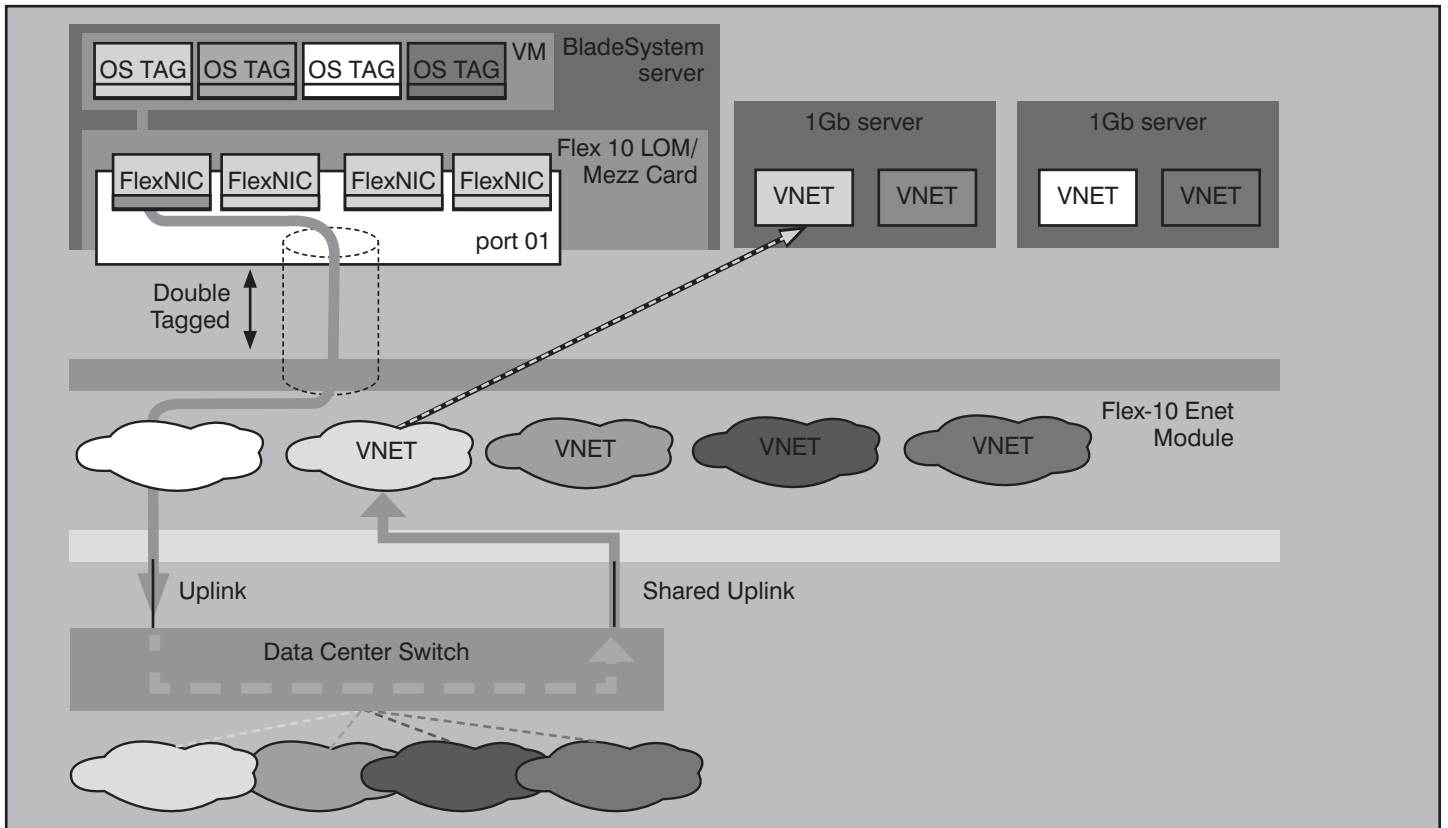 OS TAG
OS TAG
OS TAG
OS TAG
VM
BladeSystem
server
1Gb server
1Gb server
Flex 10 LOM/
Mezz Card
FlexNIC
FlexNIC
FlexNIC
FlexNIC
VNET
VNET
VNET
VNET
port 01
Double
Tagged
Flex-10 Enet
Module
VNET
VNET
VNET
VNET
Uplink
Shared Uplink
Data Center Switch